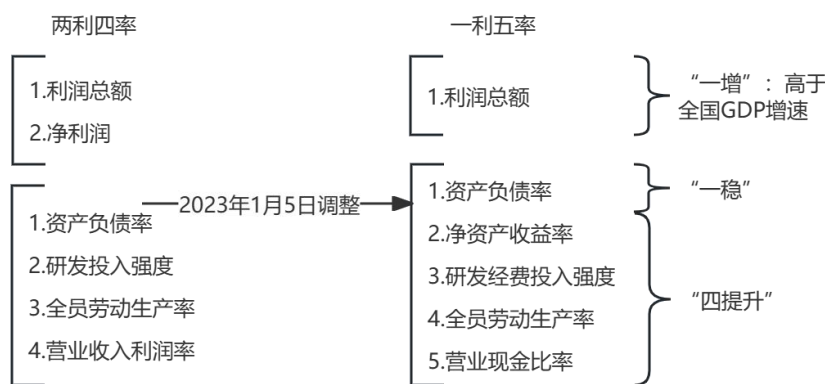 两利四率
1.利润总额
2.净利润
1.资产负债率
2.研发投入强度
3.全员劳动生产率
4.营业收入利润率
2023年1月5日调整
一利五率
1.利润总额
1.资产负债率
2.净资产收益率
3.研发经费投入强度
4.全员劳动生产率
5.营业现金比率
“一增”：高于
全国GDP增速
“一稳”
“四提升”